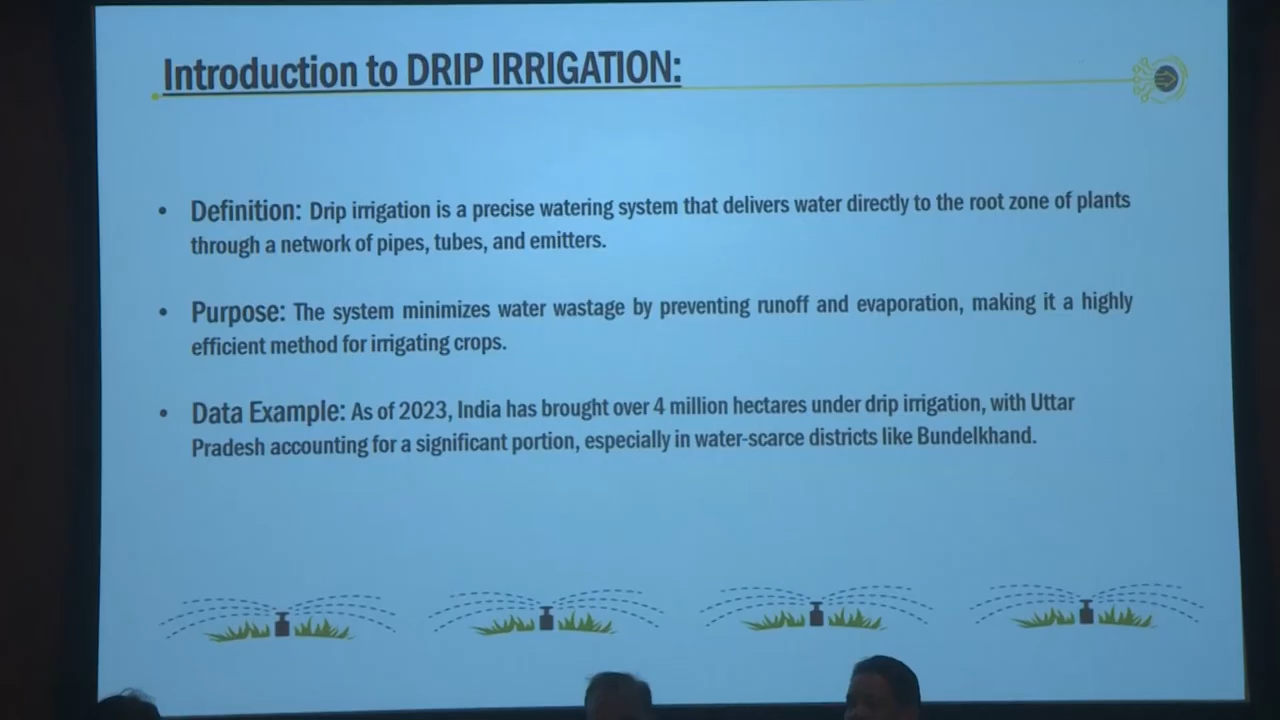 Introduction to DRIP IRRIGATION:
• Definition: Drip irrigation is a precise watering system that delivers water directly to the root zone of plants
through a network of pipes, tubes, and emitters.
• Purpose: The system minimizes water wastage by preventing runoff and evaporation, making it a highly
efficient method for irrigating crops.
• Data Example: As of 2023, India has brought over 4 million hectares under drip irrigation, with Uttar
Pradesh accounting for a significant portion, especially in water-scarce districts like Bundelkhand.